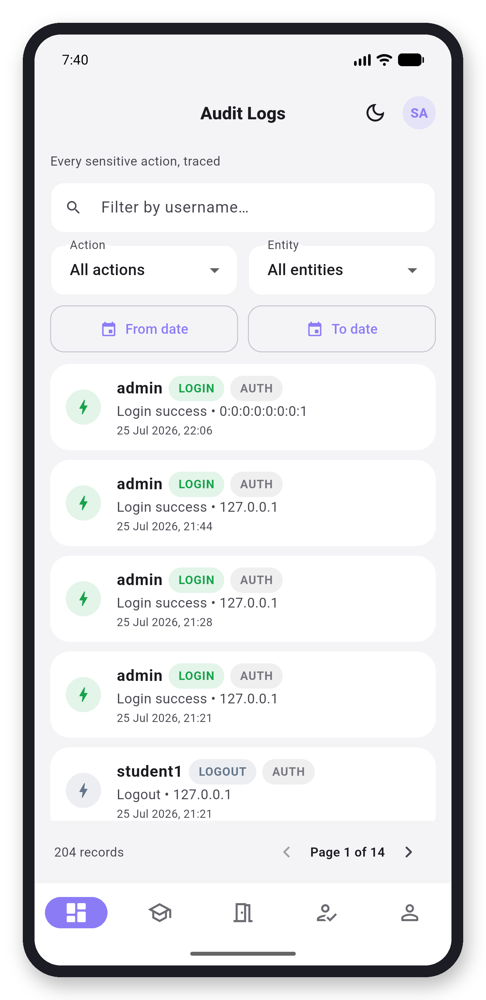 7:40
Audit Logs
SA
Every sensitive action, traced
Filter by username...
Action
Entity
All actions
All entities
From date
To date
admin LOGIN AUTH
Login success • 0:0:0:0:0:0:0:1
25 Jul 2026, 22:06
admin LOGIN AUTH
Login success • 127.0.0.1
25 Jul 2026, 21:44
admin LOGIN AUTH
Login success • 127.0.0.1
25 Jul 2026, 21:28
admin LOGIN AUTH
Login success • 127.0.0.1
25 Jul 2026, 21:21
student1 LOGOUT AUTH
Logout • 127.0.0.1
25 Jul 2026, 21:21
204 records
Page 1 of 14